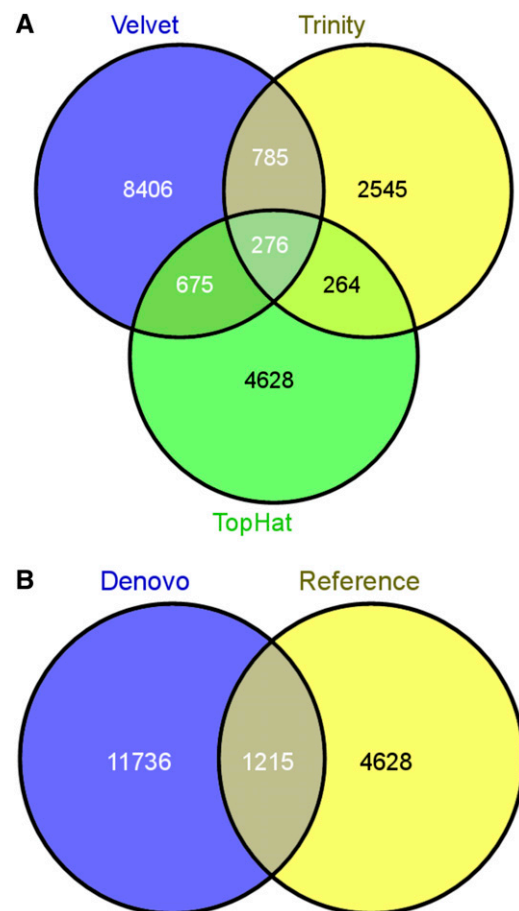 A
Velvet Trinity
785
8406 2545
276
675 264
4628
TopHat
B
Denovo Reference
11736 1215 4628